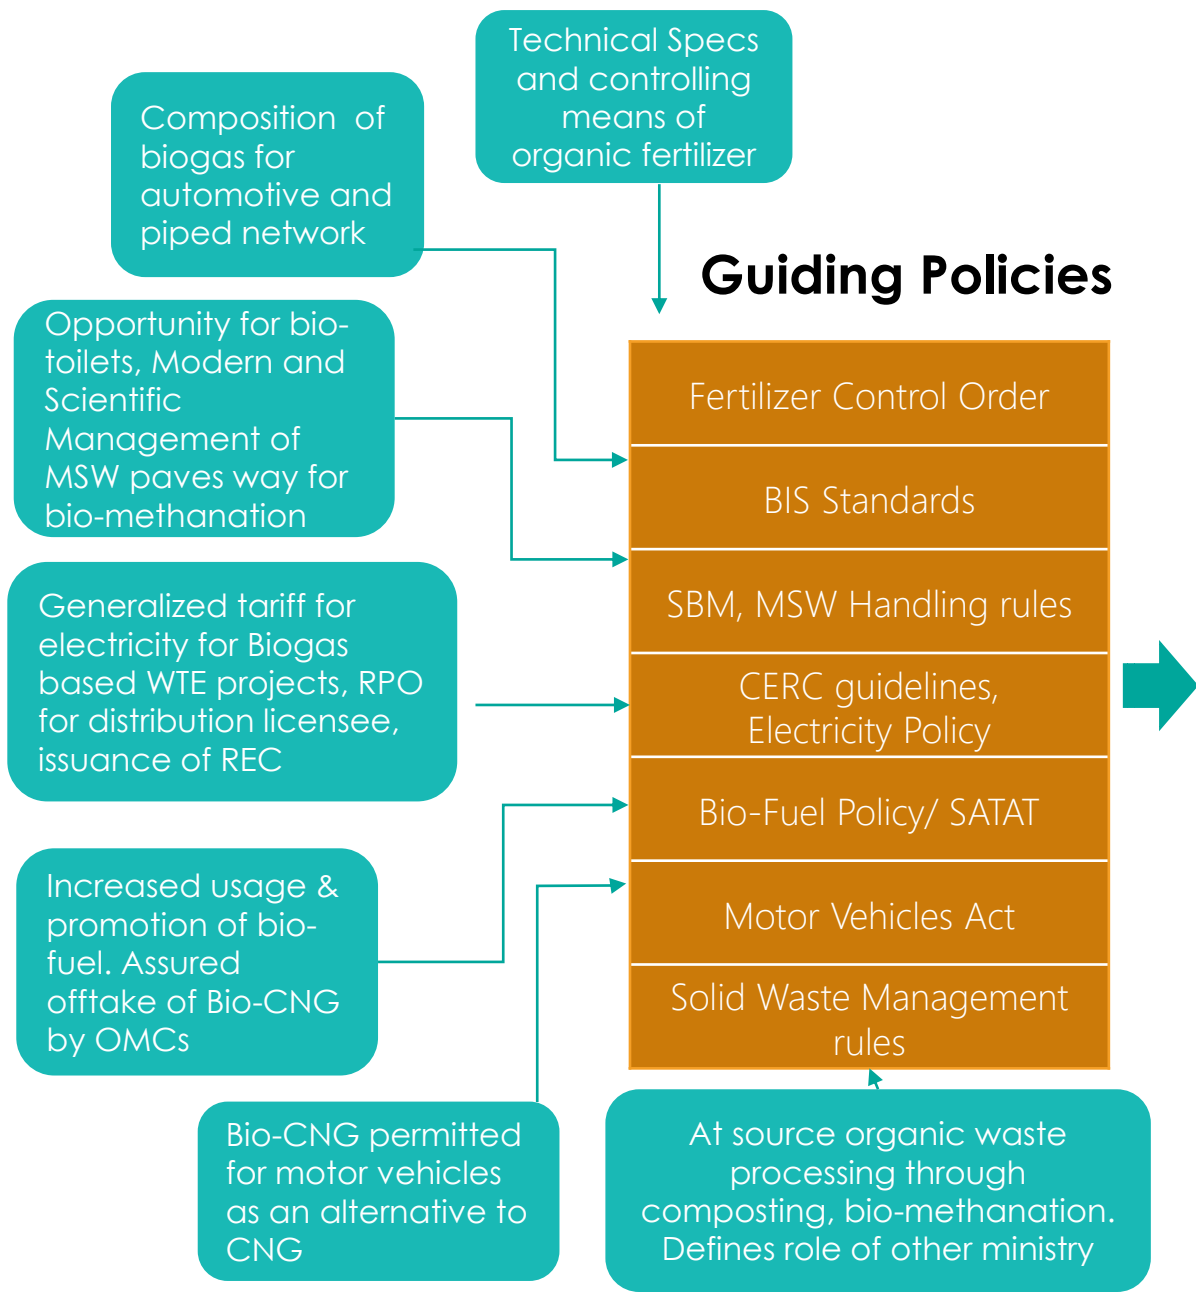 Technical Specs
and controlling
means of
organic fertilizer
Composition of
biogas for
automotive and
piped network
Guiding Policies
Opportunity for bio-
toilets, Modern and
Scientific
Management of
MSW paves way for
bio-methanation
Generalized tariff for
electricity for Biogas
based WTE projects, RPO
for distribution licensee,
issuance of REC
Increased usage &
promotion of bio-
fuel. Assured
offtake of Bio-CNG
by OMCs
Bio-CNG permitted
for motor vehicles
as an alternative to
CNG
Fertilizer Control Order
BIS Standards
SBM, MSW Handling rules
CERC guidelines,
Electricity Policy
Bio-Fuel Policy/ SATAT
Motor Vehicles Act
Solid Waste Management
rules
At source organic waste
processing through
composting, bio-methanation.
Defines role of other ministry